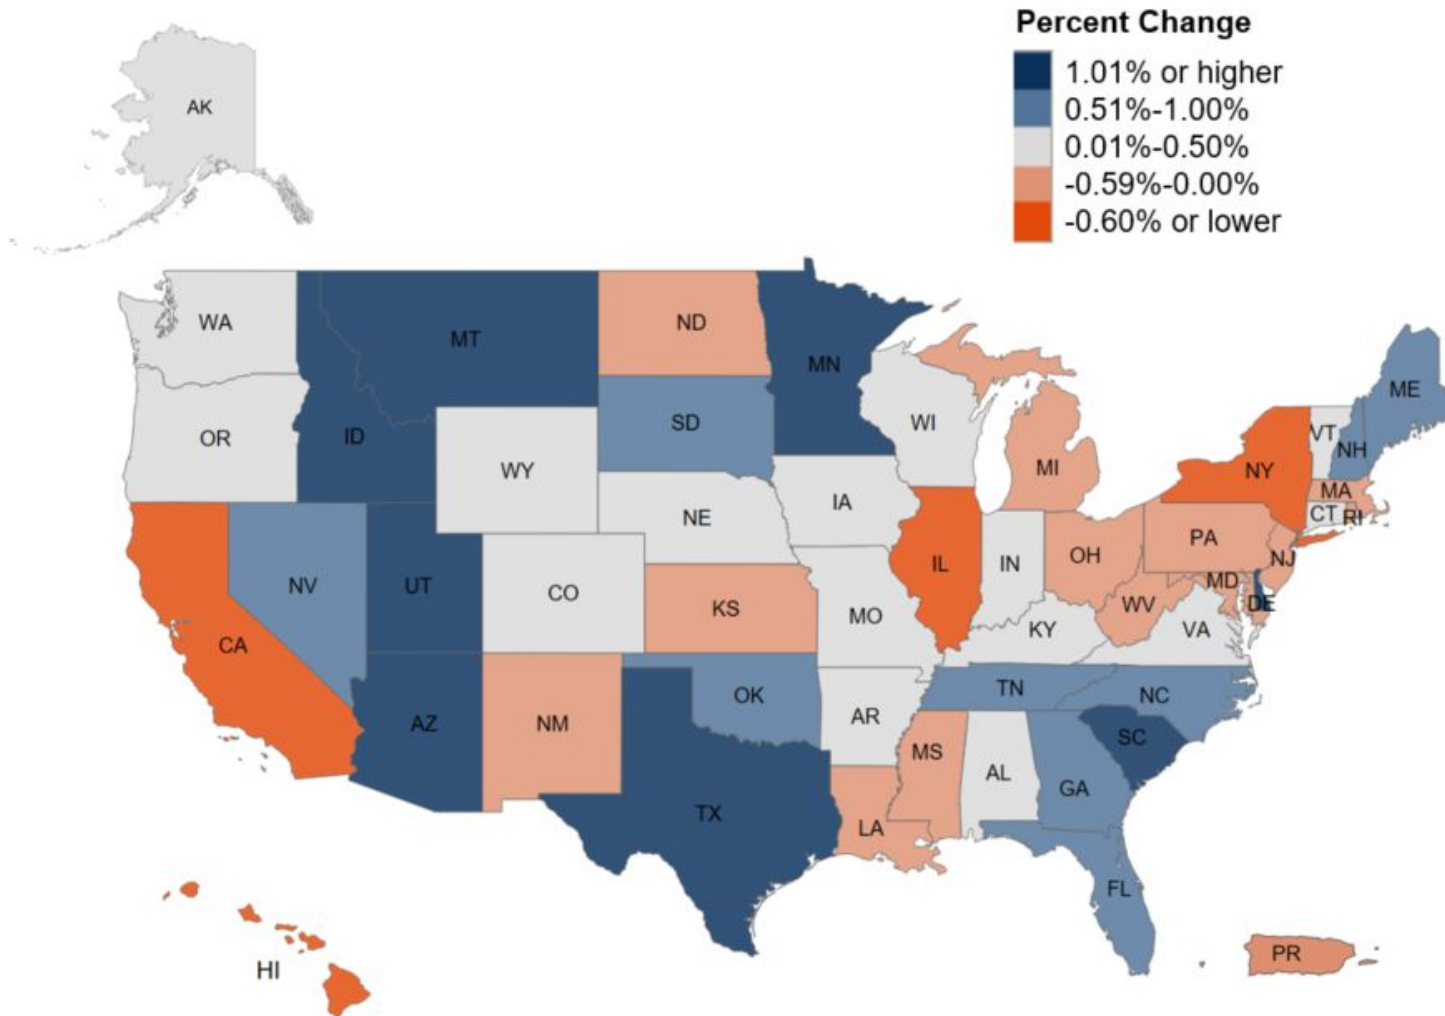 Percent Change
1.01% or higher
0.51%-1.00%
0.01%-0.50%
-0.59%-0.00%
-0.60% or lower
AK
WA
MT
ND
MN
ME
OR
ID
SD
WI
VT
NH
WY
MI
NY
MA
NE
IA
CT
RI
NV
UT
CO
IL
IN
OH
PA
NJ
KS
MO
WV
MD
DE
CA
KY
VA
AZ
NM
OK
TN
NC
AR
MS
AL
SC
GA
TX
LA
FL
HI
PR